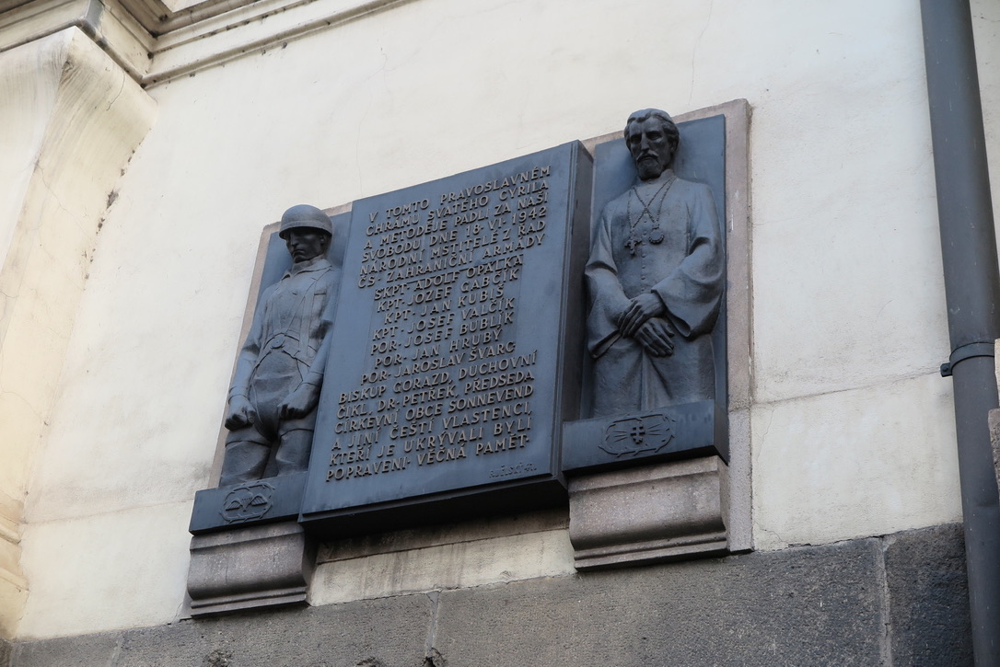 V TOMTO PRAVOSLAVNÉM
CHRÁMU SVATÉHO CYRILA
A METODĚJE PADLI ZA NAŠI
SVOBODU DNE 18·VI·1942
NÁRODNÍ MSTITELÉ Z ŘAD
ČS· ZAHRANIČNÍ ARMÁDY
ŠKPT·ADOLF OPÁLKA
KPT·JOZEF GABČÍK
KPT·JAN KUBIŠ
KPT·JOSEF VALČÍK
POR·JOSEF BUBLÍK
POR·JAN HRUBÝ
POR·JAROSLAV ŠVARC
BISKUP GORAZD, DUCHOVNÍ
ČIKL, DR·PETŘEK, PŘEDSEDA
CÍRKEVNÍ OBCE SONNEVEND
A JINÍ ČEŠTÍ VLASTENCI,
KTEŘÍ JE UKRÝVALI BYLI
POPRAVENI· VĚČNÁ PAMĚŤ·